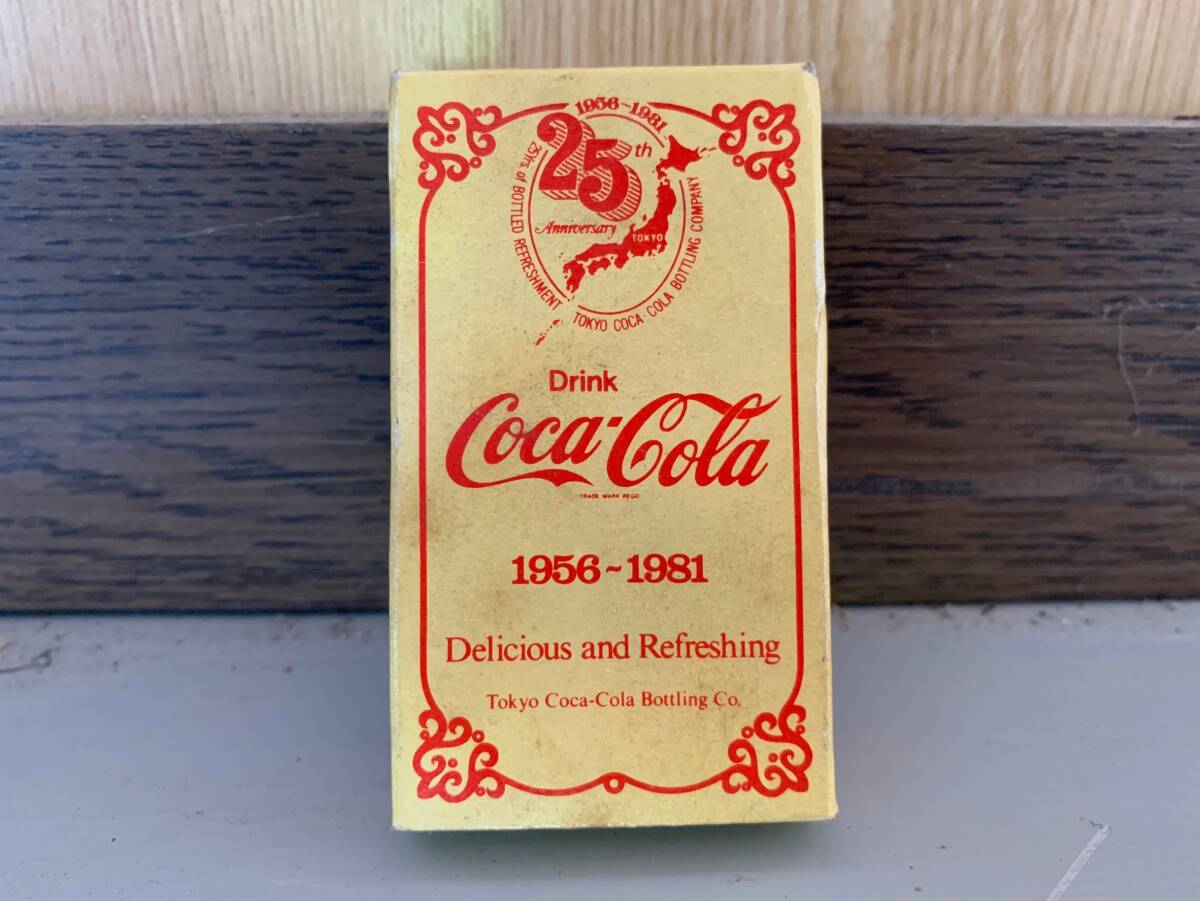 1956~1981
25th
Anniversary
TOKYO
25Yrs of BOTTLED REFRESHMENT
TOKYO COCA-COLA BOTTLING COMPANY
Drink
Coca-Cola
TRADE MARK REGD
1956~1981
Delicious and Refreshing
Tokyo Coca-Cola Bottling Co.